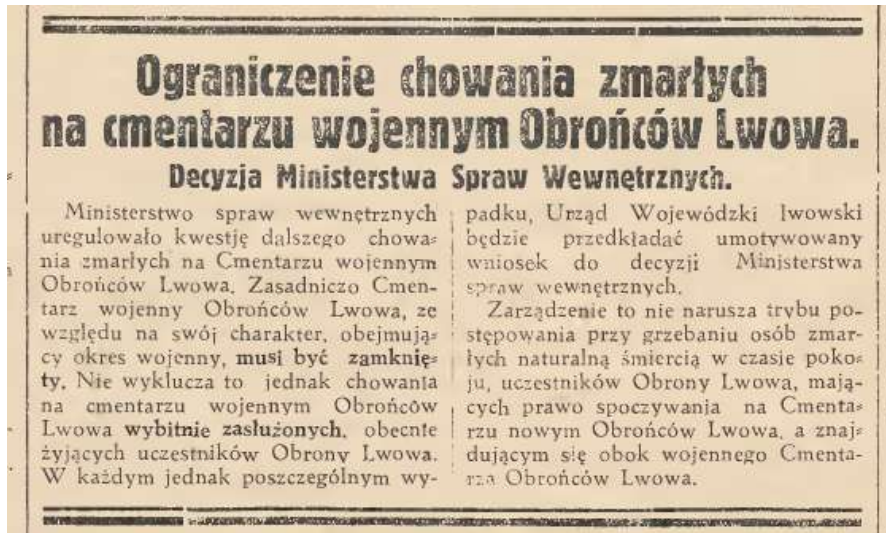 Ograniczenie chowania zmarłych
na cmentarzu wojennym Obrońców Lwowa.
Decyzja Ministerstwa Spraw Wewnętrznych.
Ministerstwo spraw wewnętrznych
uregulowało kwestję dalszego chowa-
nia zmarłych na Cmentarzu wojennym
Obrońców Lwowa. Zasadniczo Cmen-
tarz wojenny Obrońców Lwowa, ze
względu na swój charakter, obejmują-
cy okres wojenny, musi być zamknię-
ty. Nie wyklucza to jednak chowania
na cmentarzu wojennym Obrońców
Lwowa wybitnie zasłużonych, obecnie
żyjących uczestników Obrony Lwowa.
W każdym jednak poszczególnym wy-
padku, Urząd Wojewódzki lwowski
będzie przedkładać umotywowany
wniosek do decyzji Ministerstwa
spraw wewnętrznych.
Zarządzenie to nie narusza trybu po-
stępowania przy grzebaniu osób zmar-
łych naturalną śmiercią w czasie poko-
ju, uczestników Obrony Lwowa, mają-
cych prawo spoczywania na Cmenta-
rzu nowym Obrońców Lwowa, a znaj-
dującym się obok wojennego Cmenta-
rza Obrońców Lwowa.